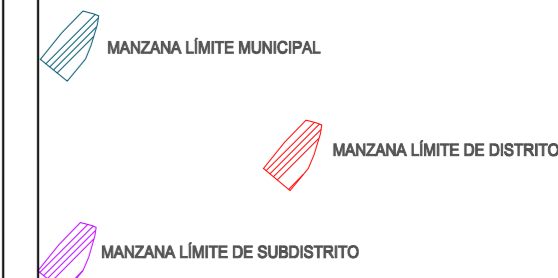 MANZANA LÍMITE MUNICIPAL
MANZANA LÍMITE DE DISTRITO
MANZANA LÍMITE DE SUBDISTRITO